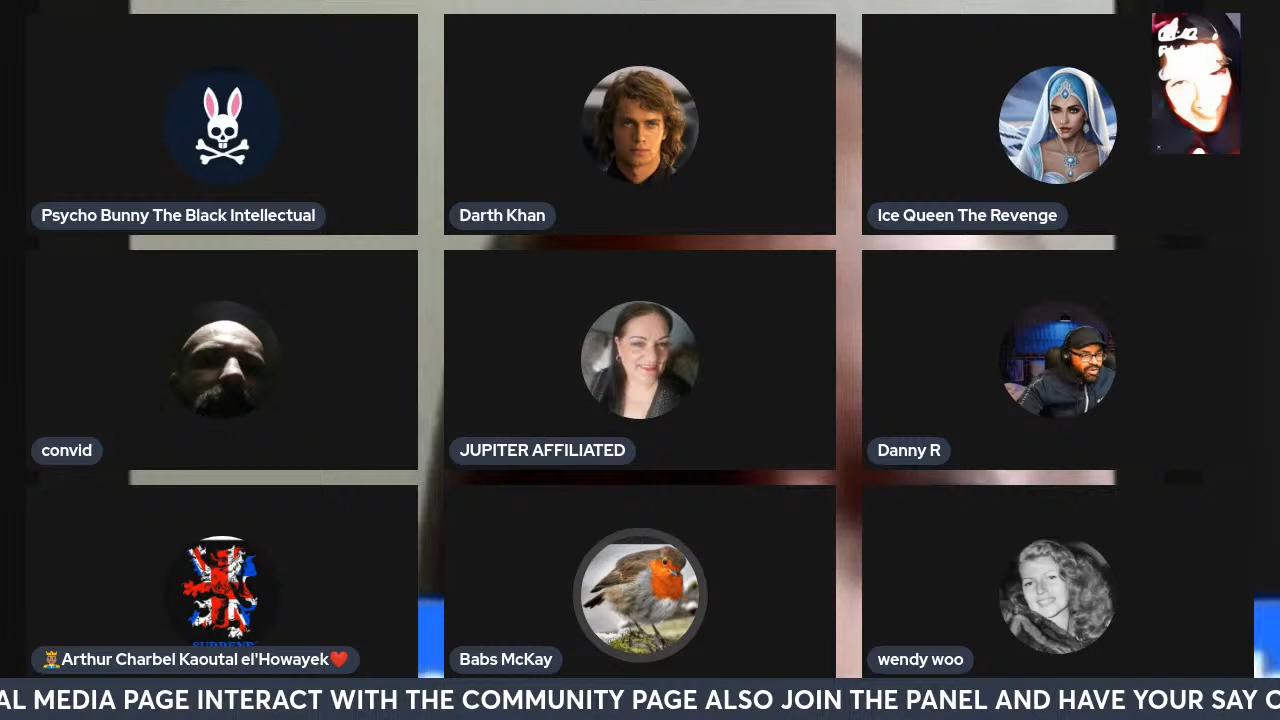 Psycho Bunny The Black Intellectual
Darth Khan
Ice Queen The Revenge
convid
JUPITER AFFILIATED
Danny R
🤴Arthur Charbel Kaoutal el'Howayek❤️
Babs McKay
wendy woo
AL MEDIA PAGE INTERACT WITH THE COMMUNITY PAGE ALSO JOIN THE PANEL AND HAVE YOUR SAY